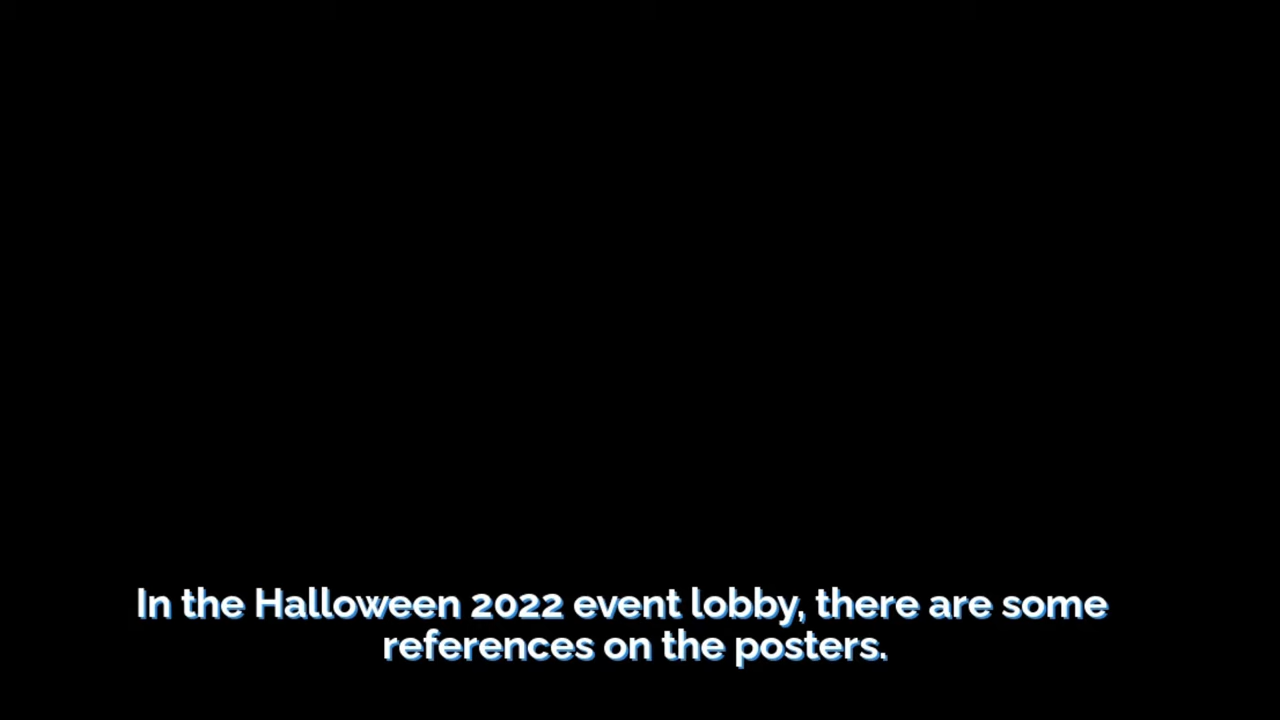 In the Halloween 2022 event lobby, there are some
references on the posters.